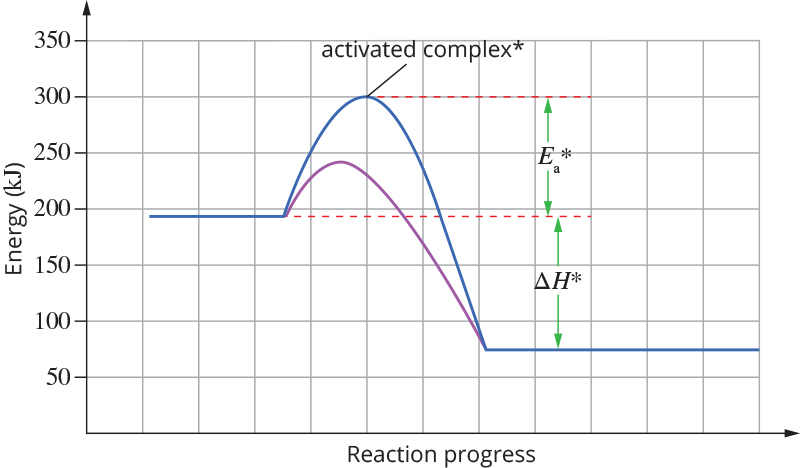 350
activated complex*
300
250
Eₐ*
200
150
ΔH*
100
50
Energy (kJ)
Reaction progress